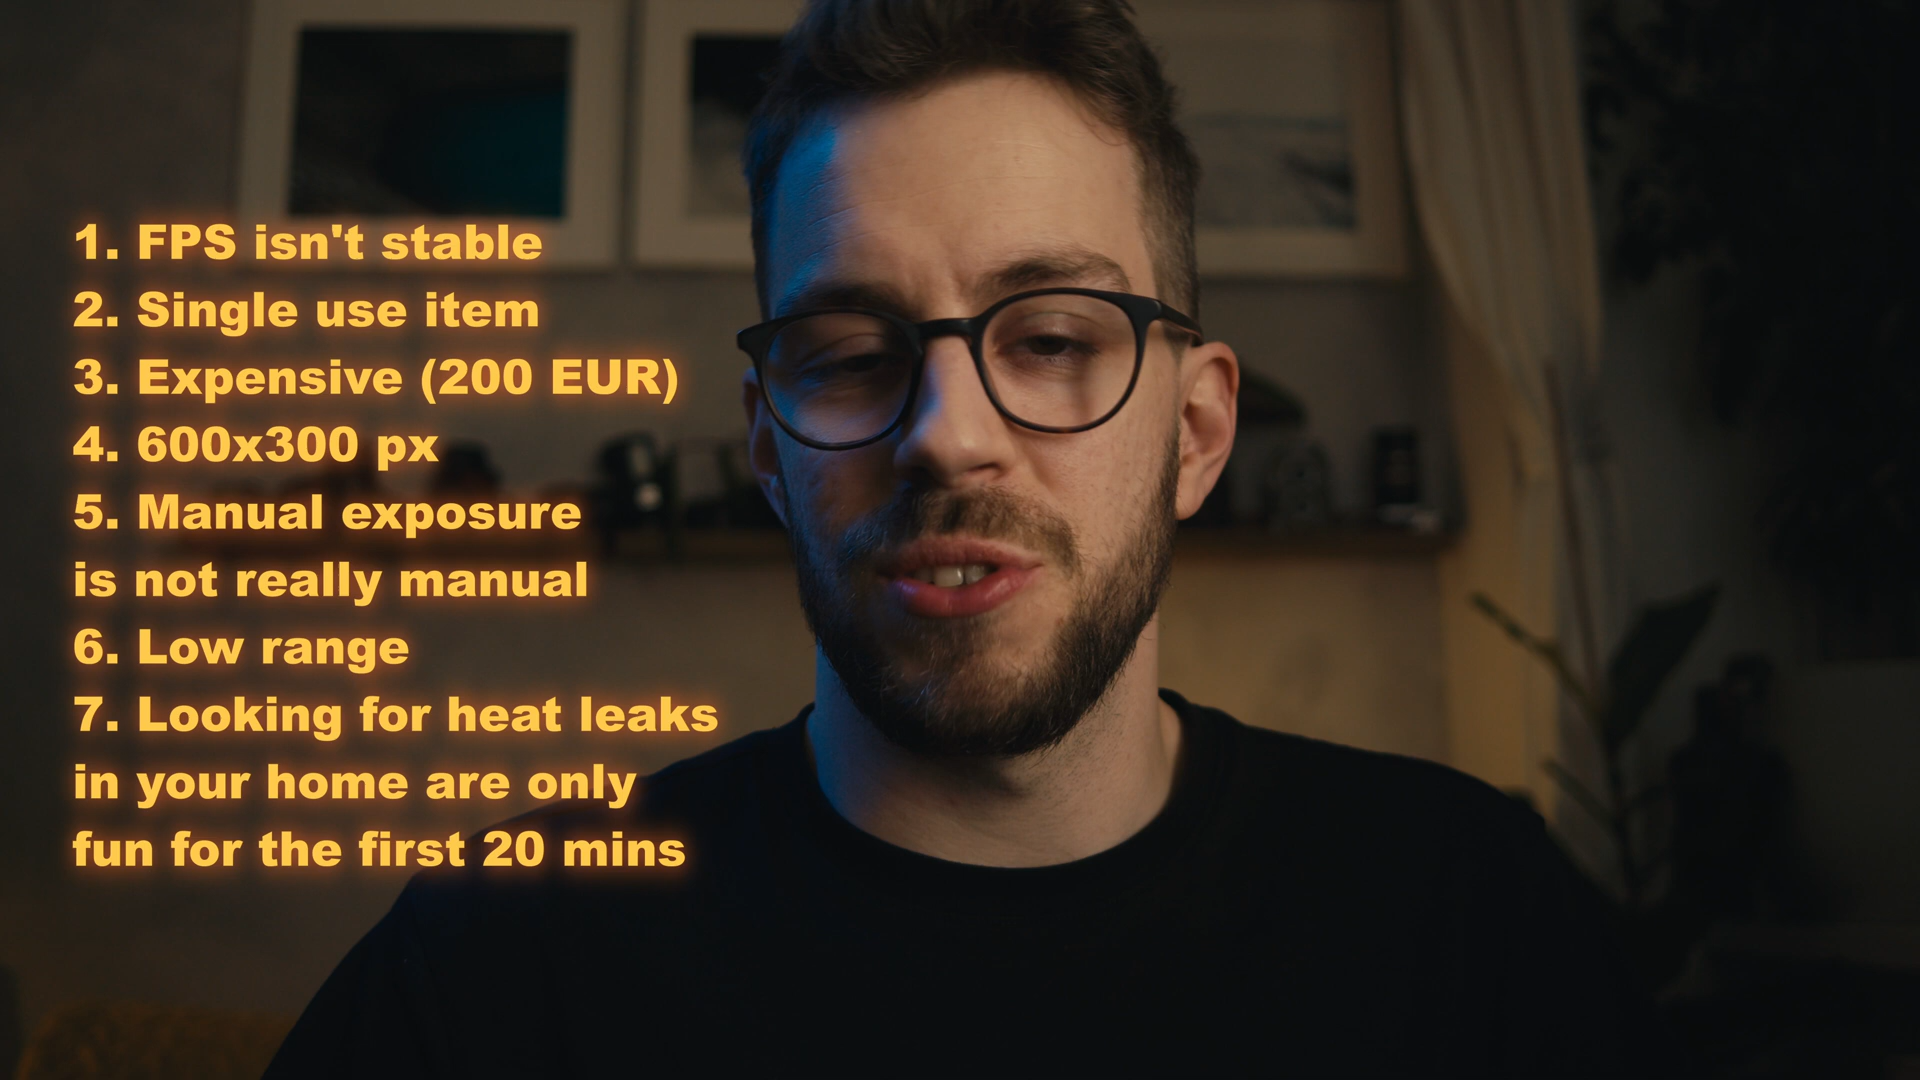 1. FPS isn't stable
2. Single use item
3. Expensive (200 EUR)
4. 600x300 px
5. Manual exposure
is not really manual
6. Low range
7. Looking for heat leaks
in your home are only
fun for the first 20 mins